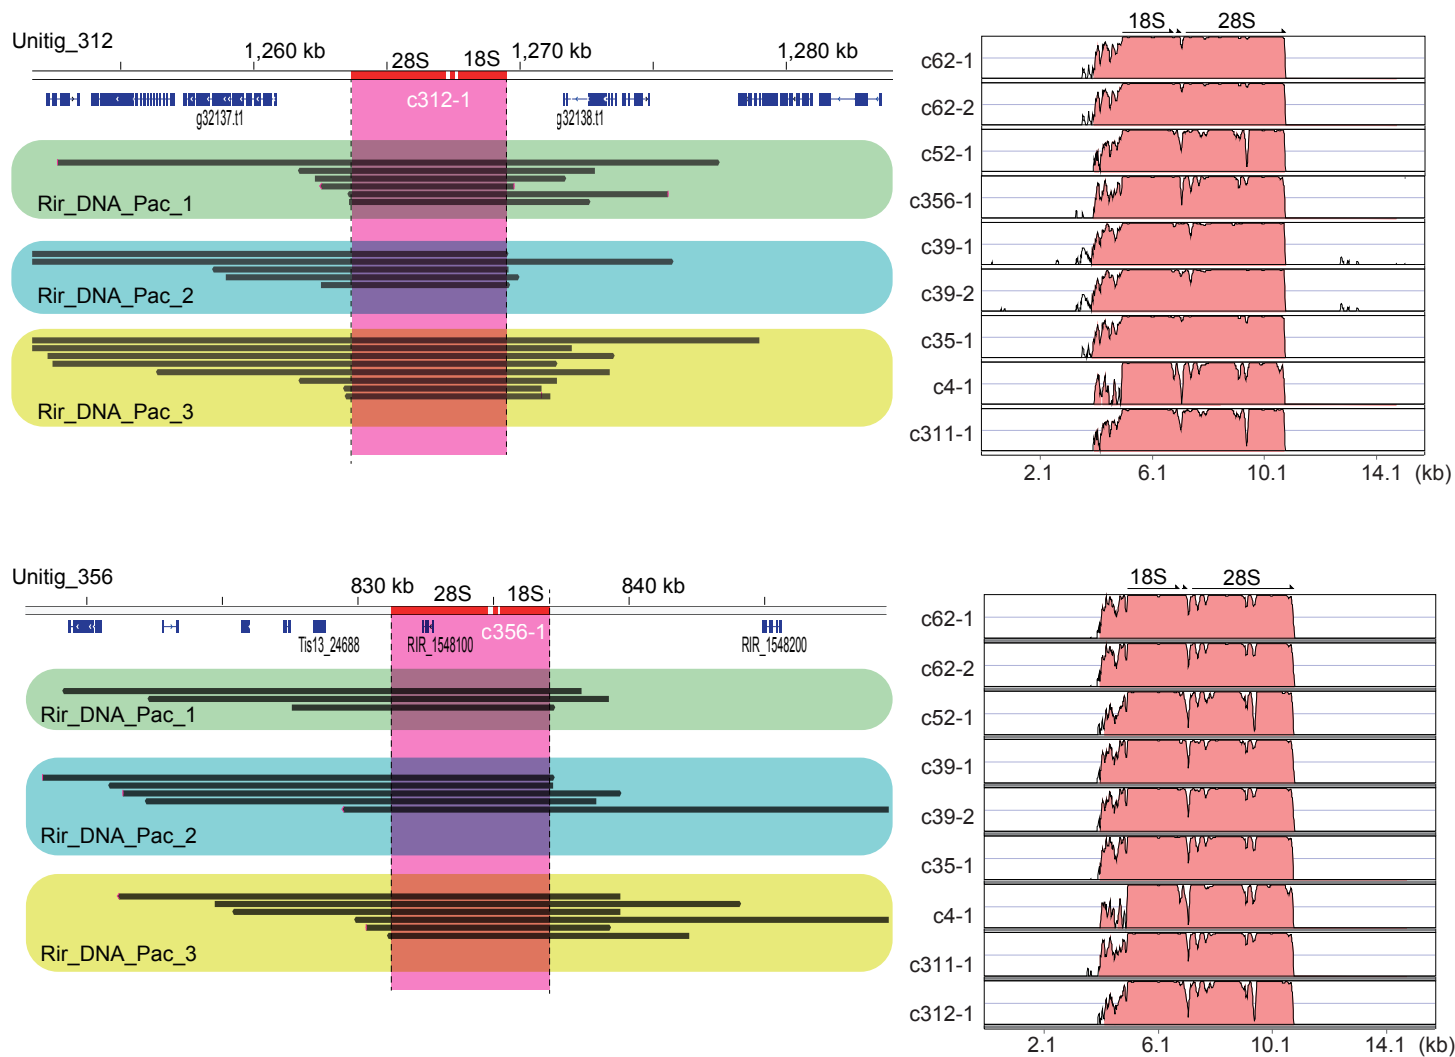 Unitig_312
1,260 kb
28S
18S
1,270 kb
1,280 kb
c312-1
g32137.t1
g32138.t1
Rir_DNA_Pac_1
Rir_DNA_Pac_2
Rir_DNA_Pac_3
18S
28S
c62-1
c62-2
c52-1
c356-1
c39-1
c39-2
c35-1
c4-1
c311-1
2.1
6.1
10.1
14.1
(kb)
Unitig_356
830 kb
28S
18S
840 kb
c356-1
Tis13_24688
RIR_1548100
RIR_1548200
Rir_DNA_Pac_1
Rir_DNA_Pac_2
Rir_DNA_Pac_3
18S
28S
c62-1
c62-2
c52-1
c39-1
c39-2
c35-1
c4-1
c311-1
c312-1
2.1
6.1
10.1
14.1
(kb)